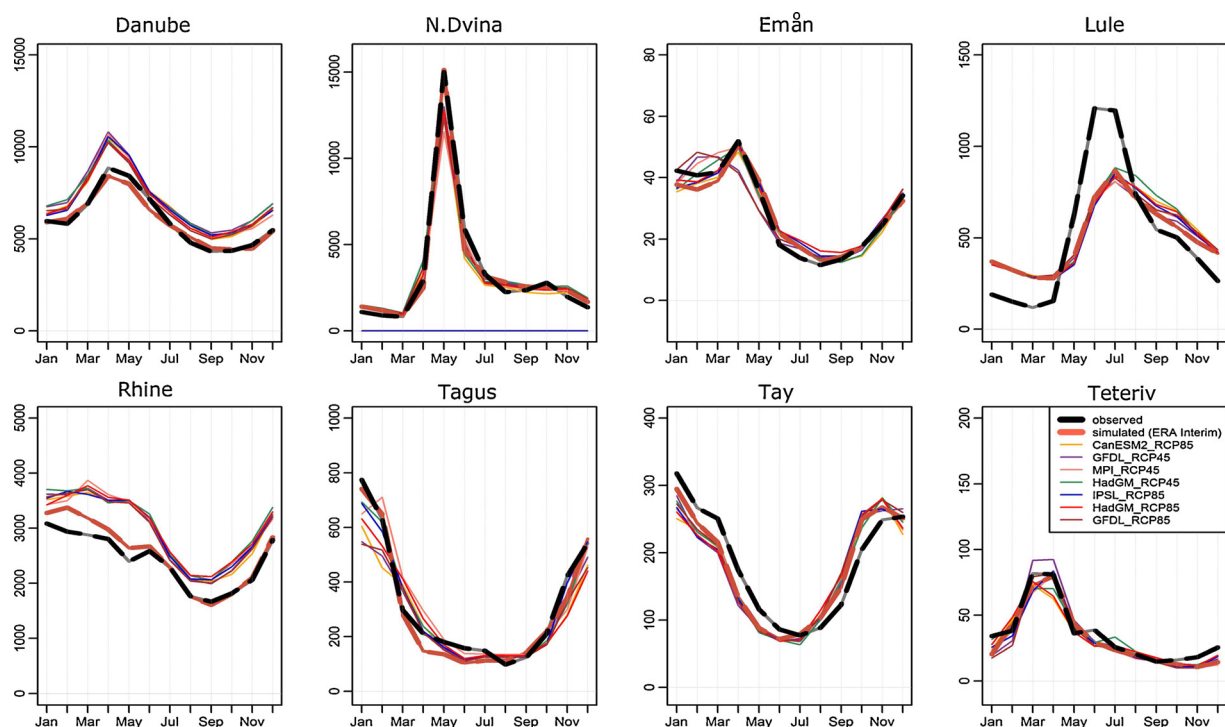 Danube
N.Dvina
Emån
Lule
15000
10000
5000
0
Jan Mar May Jul Sep Nov
15000
10000
5000
0
Jan Mar May Jul Sep Nov
80
60
40
20
0
Jan Mar May Jul Sep Nov
1500
1000
500
0
Jan Mar May Jul Sep Nov
Rhine
Tagus
Tay
Teteriv
5000
4000
3000
2000
1000
0
Jan Mar May Jul Sep Nov
1000
800
600
400
200
0
Jan Mar May Jul Sep Nov
400
300
200
100
0
Jan Mar May Jul Sep Nov
200
150
100
50
0
Jan Mar May Jul Sep Nov
observed
simulated (ERA Interim)
CanESM2_RCP85
GFDL_RCP45
MPI_RCP45
HadGM_RCP45
IPSL_RCP85
HadGM_RCP85
GFDL_RCP85